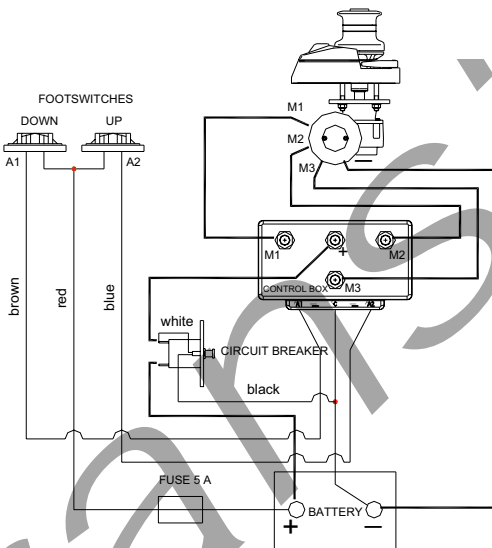 M1
FOOTSWITCHES
DOWN UP
M2
A1 A2
M3
M1 + M2
CONTROL BOX M3
A C A2
brown
red
blue
white
CIRCUIT BREAKER
black
FUSE 5 A
+ BATTERY −